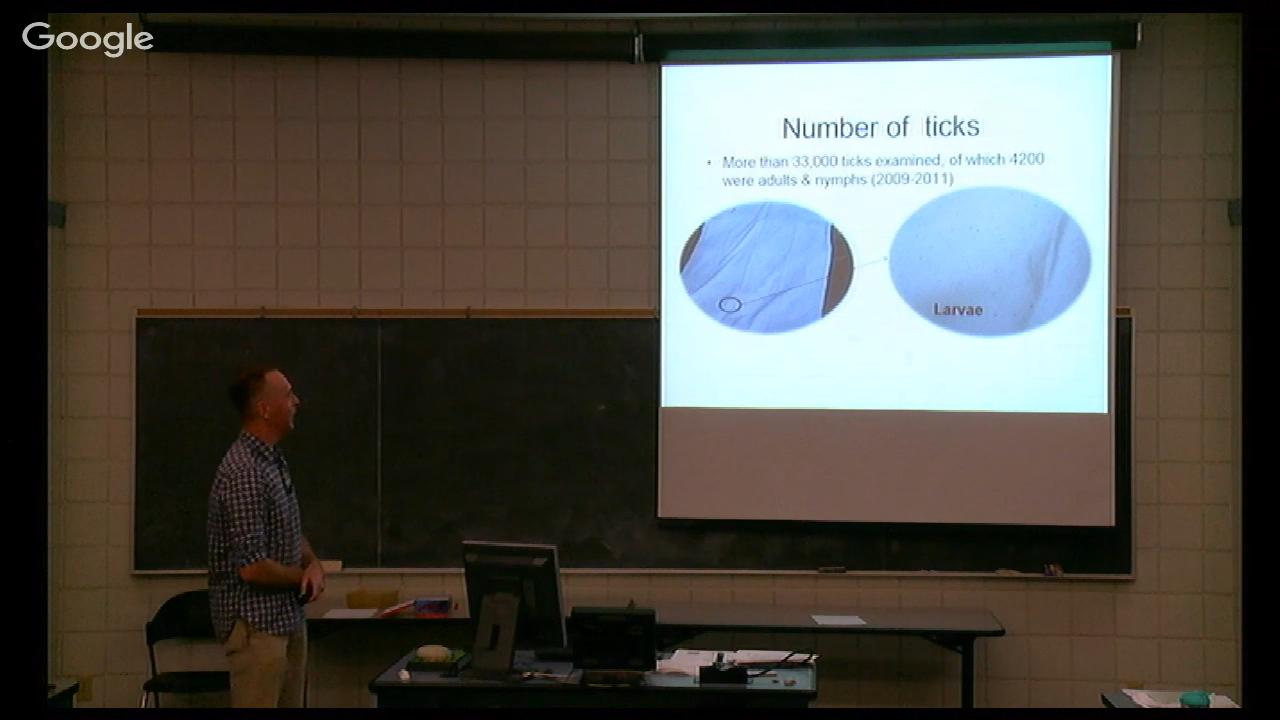 Google
Number of ticks
• More than 33,000 ticks examined, of which 4200
were adults & nymphs (2009-2011)
Larvae